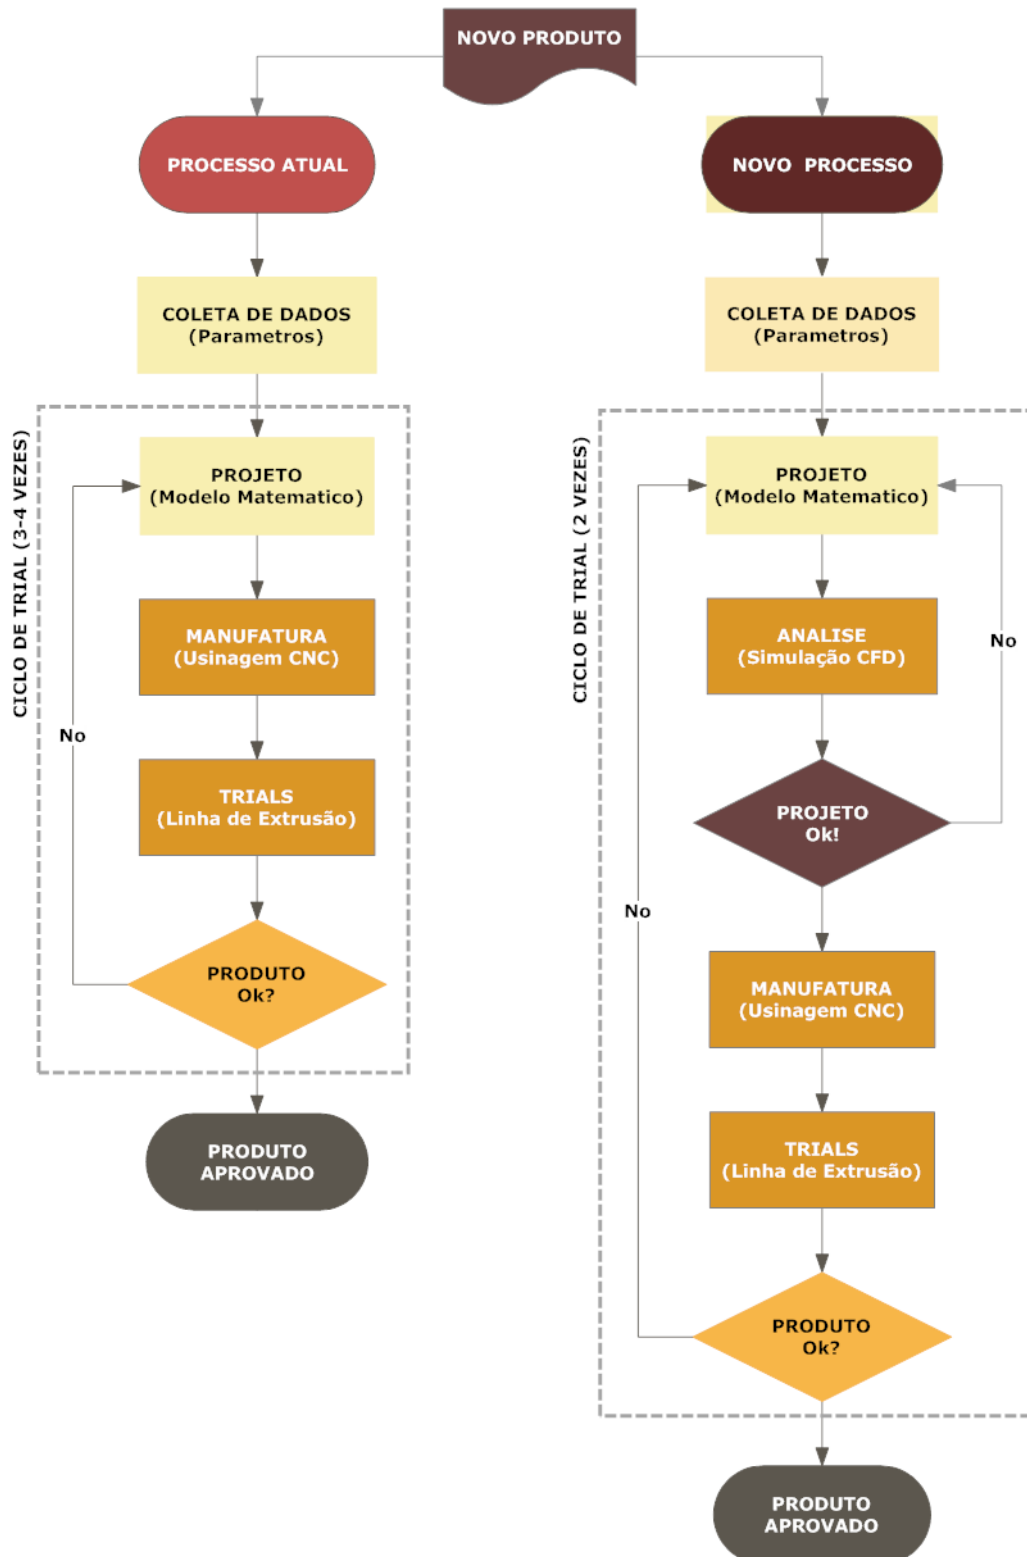 NOVO PRODUTO
PROCESSO ATUAL
COLETA DE DADOS
(Parametros)
CICLO DE TRIAL (3-4 VEZES)
PROJETO
(Modelo Matematico)
MANUFATURA
(Usinagem CNC)
No
TRIALS
(Linha de Extrusão)
PRODUTO
Ok?
PRODUTO
APROVADO
NOVO PROCESSO
COLETA DE DADOS
(Parametros)
CICLO DE TRIAL (2 VEZES)
PROJETO
(Modelo Matematico)
ANALISE
(Simulação CFD)
No
PROJETO
Ok!
No
MANUFATURA
(Usinagem CNC)
TRIALS
(Linha de Extrusão)
PRODUTO
Ok?
PRODUTO
APROVADO